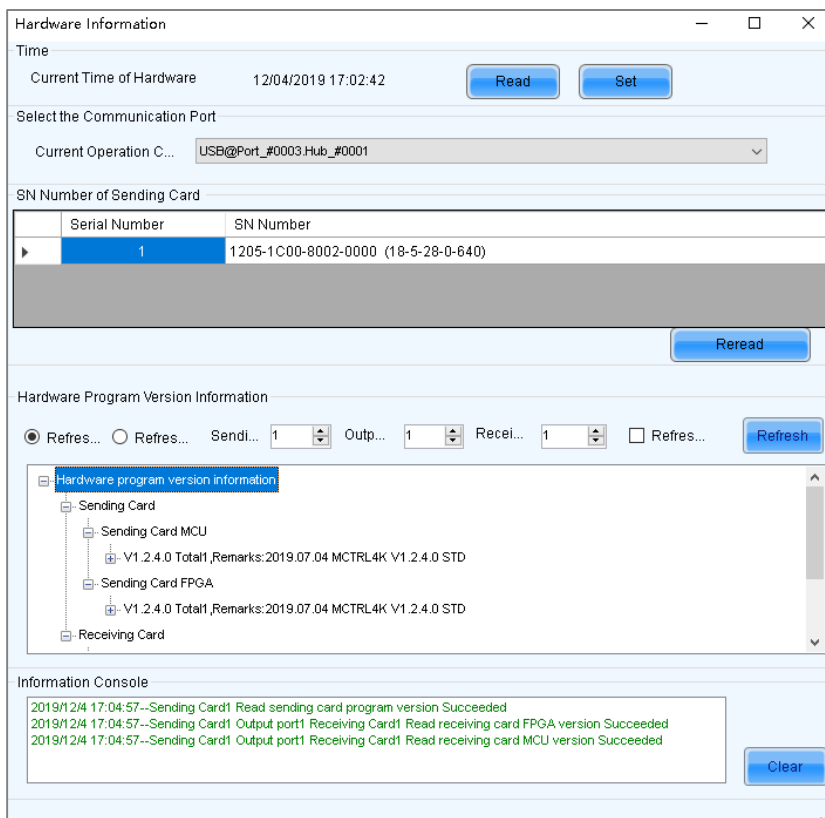 Hardware Information
Time
Current Time of Hardware 12/04/2019 17:02:42 Read Set
Select the Communication Port
Current Operation C... USB@Port_#0003.Hub_#0001
SN Number of Sending Card
Serial Number SN Number
1 1205-1C00-8002-0000 (18-5-28-0-640)
Reread
Hardware Program Version Information
Refres... Refres... Sendi... 1 Outp... 1 Recei... 1 Refres... Refresh
Hardware program version information
Sending Card
Sending Card MCU
V1.2.4.0 Total1,Remarks:2019.07.04 MCTRL4K V1.2.4.0 STD
Sending Card FPGA
V1.2.4.0 Total1,Remarks:2019.07.04 MCTRL4K V1.2.4.0 STD
Receiving Card
Information Console
2019/12/4 17:04:57--Sending Card1 Read sending card program version Succeeded
2019/12/4 17:04:57--Sending Card1 Output port1 Receiving Card1 Read receiving card FPGA version Succeeded
2019/12/4 17:04:57--Sending Card1 Output port1 Receiving Card1 Read receiving card MCU version Succeeded
Clear